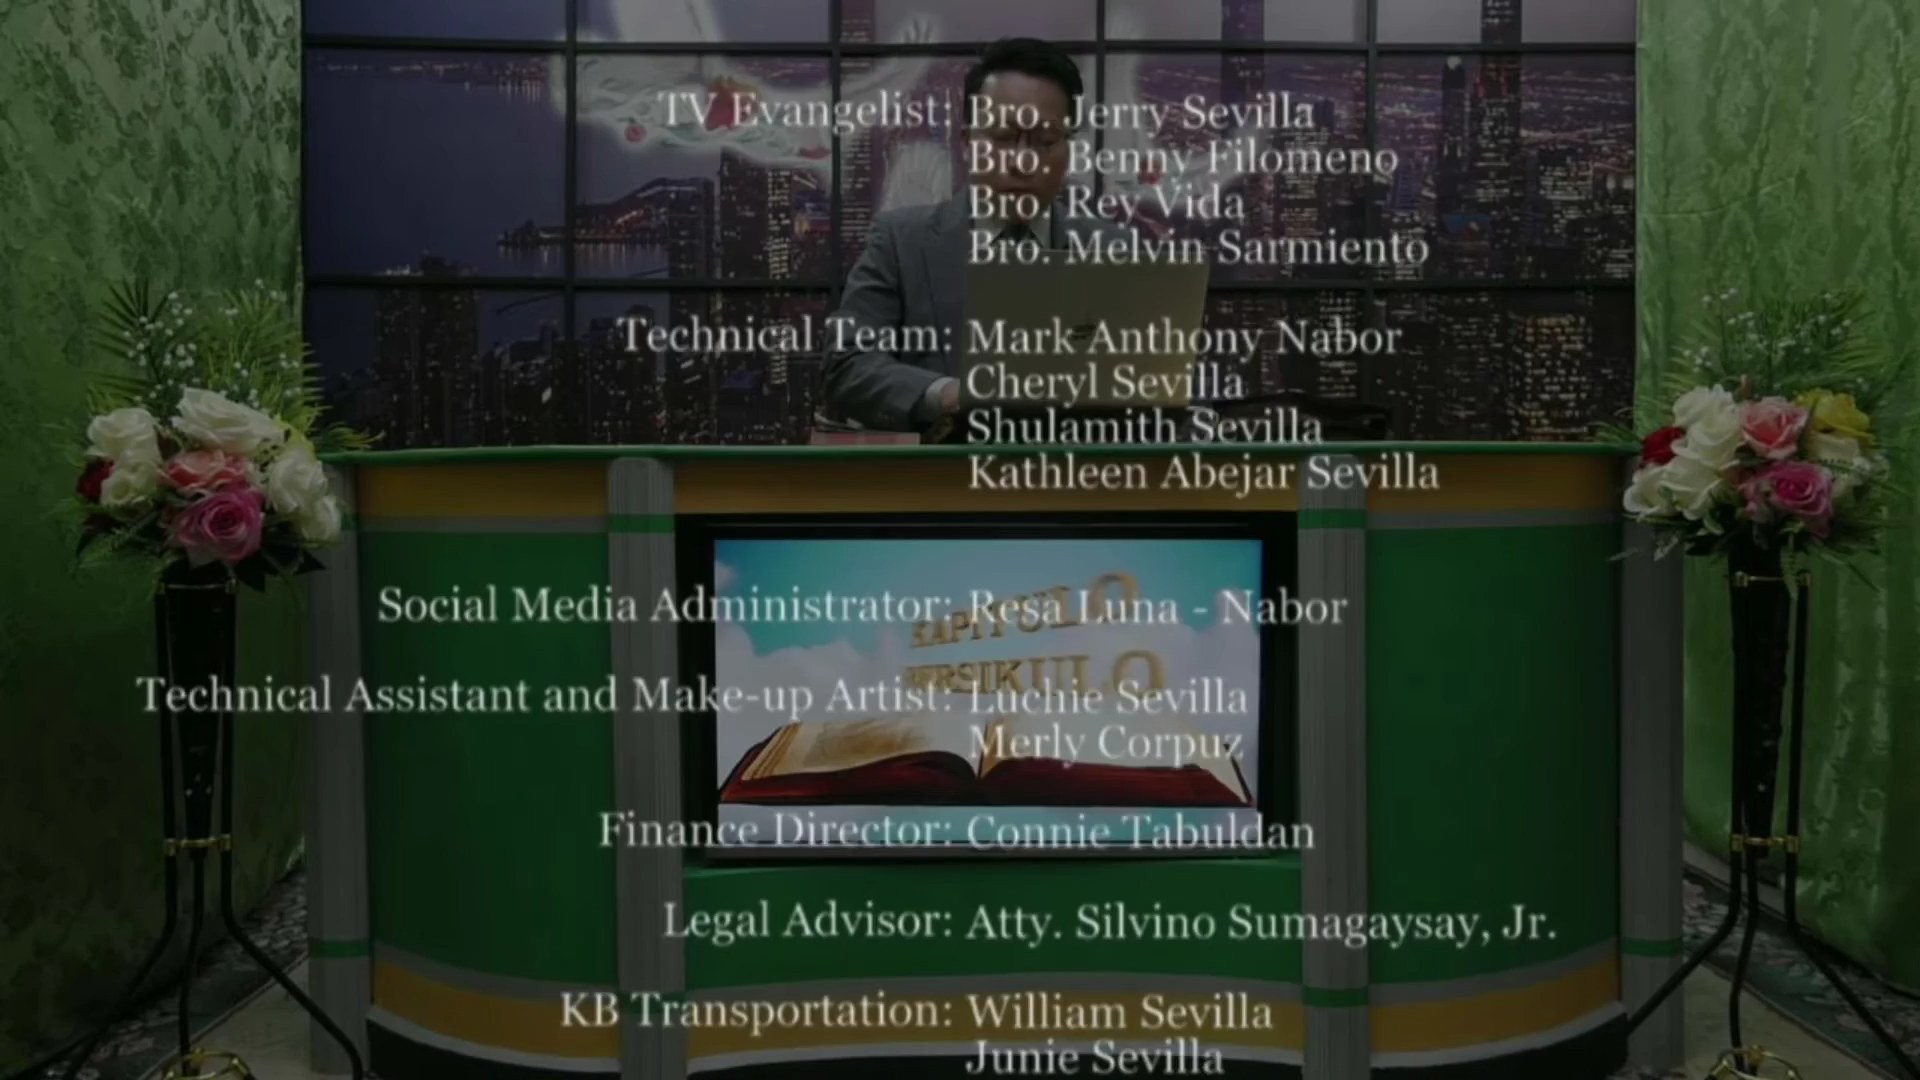 TV Evangelist: Bro. Jerry Sevilla
Bro. Benny Filomeno
Bro. Rey Vida
Bro. Melvin Sarmiento
Technical Team: Mark Anthony Nabor
Cheryl Sevilla
Shulamith Sevilla
Kathleen Abejar Sevilla
Social Media Administrator: Resa Luna - Nabor
KAPITULO
BERSIKULO
Technical Assistant and Make-up Artist: Luchie Sevilla
Merly Corpuz
Finance Director: Connie Tabuldan
Legal Advisor: Atty. Silvino Sumagaysay, Jr.
KB Transportation: William Sevilla
Junie Sevilla